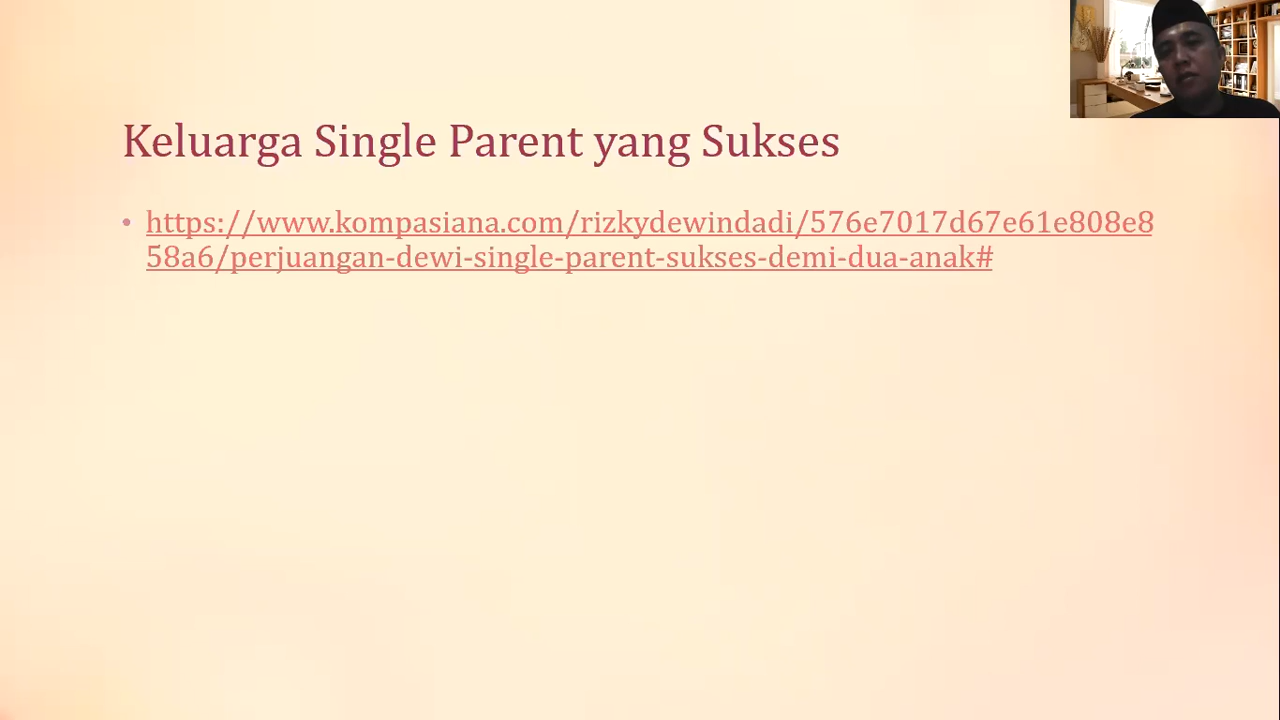 Keluarga Single Parent yang Sukses
• https://www.kompasiana.com/rizkydewindadi/576e7017d67e61e808e8
58a6/perjuangan-dewi-single-parent-sukses-demi-dua-anak#